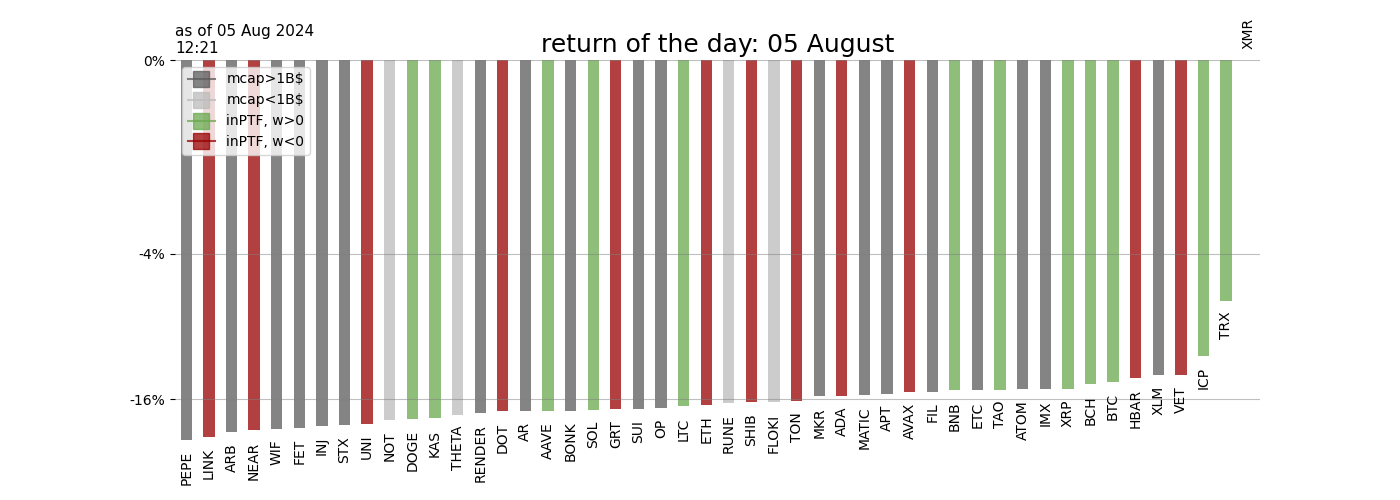 as of 05 Aug 2024
12:21
return of the day: 05 August
XMR
0%
mcap>1B$
mcap<1B$
inPTF, w>0
inPTF, w<0
-4%
-16%
PEPE
LINK
ARB
NEAR
WIF
FET
INJ
STX
UNI
NOT
DOGE
KAS
THETA
RENDER
DOT
AR
AAVE
BONK
SOL
GRT
SUI
OP
LTC
ETH
RUNE
SHIB
FLOKI
TON
MKR
ADA
MATIC
APT
AVAX
FIL
BNB
ETC
TAO
ATOM
IMX
XRP
BCH
BTC
HBAR
XLM
VET
ICP
TRX